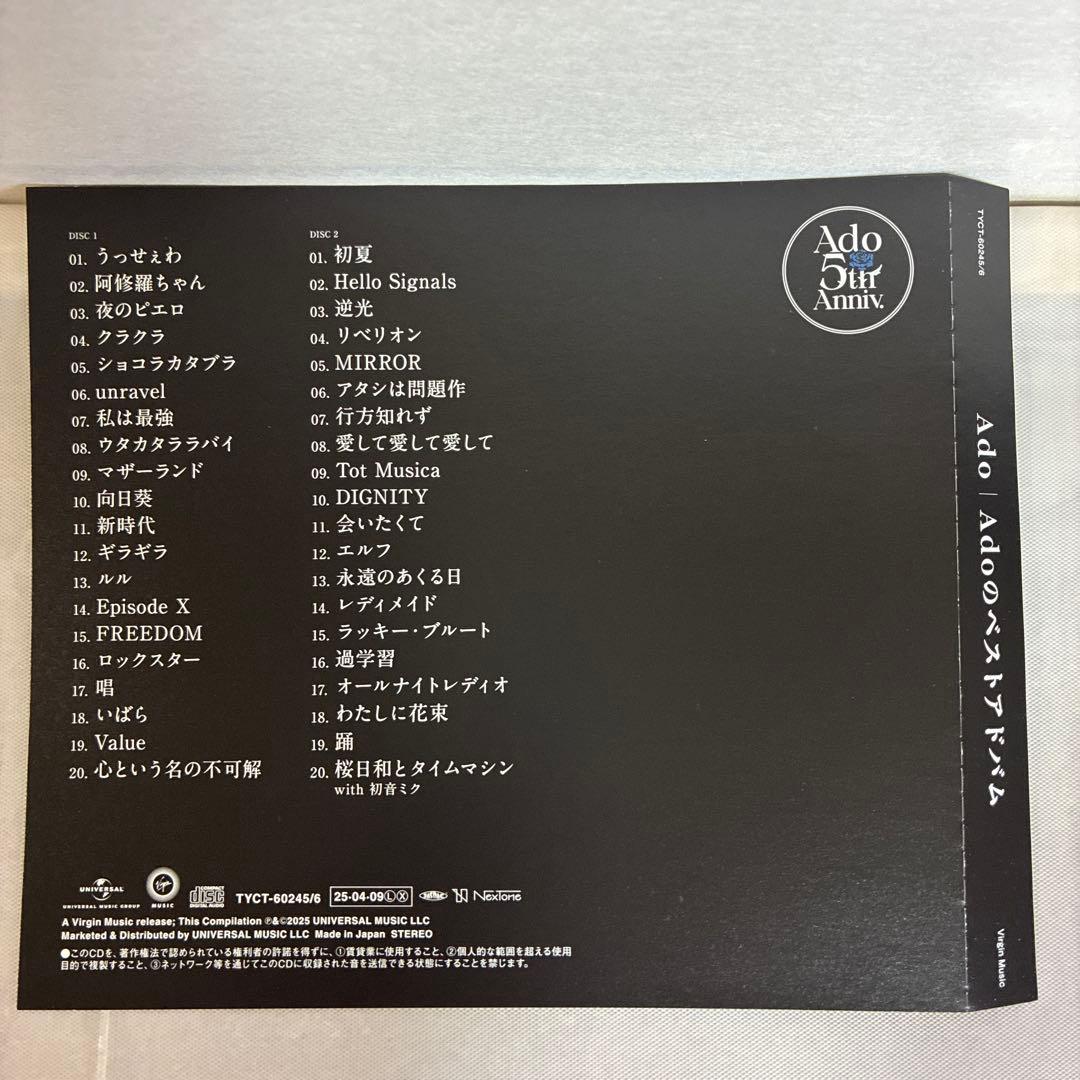 DISC 1
01. うっせぇわ
02. 阿修羅ちゃん
03. 夜のピエロ
04. クラクラ
05. ショコラカタブラ
06. unravel
07. 私は最強
08. ウタカタララバイ
09. マザーランド
10. 向日葵
11. 新時代
12. ギラギラ
13. ルル
14. Episode X
15. FREEDOM
16. ロックスター
17. 唱
18. いばら
19. Value
20. 心という名の不可解
DISC 2
01. 初夏
02. Hello Signals
03. 逆光
04. リベリオン
05. MIRROR
06. アタシは問題作
07. 行方知れず
08. 愛して愛して愛して
09. Tot Musica
10. DIGNITY
11. 会いたくて
12. エルフ
13. 永遠のあくる日
14. レディメイド
15. ラッキー・ブルート
16. 過学習
17. オールナイトレディオ
18. わたしに花束
19. 踊
20. 桜日和とタイムマシン
with 初音ミク
Ado
5th
Anniv.
TYCT-60245/6
Ado | Adoのベストアドバム
Virgin Music
UNIVERSAL
UNIVERSAL MUSIC GROUP
Virgin
MUSIC
COMPACT
disc
DIGITAL AUDIO
TYCT-60245/6
25·04·09ⓁⓍ
NexTone
A Virgin Music release; This Compilation ℗&©2025 UNIVERSAL MUSIC LLC
Marketed & Distributed by UNIVERSAL MUSIC LLC Made in Japan STEREO
●このCDを、著作権法で認められている権利者の許諾を得ずに、①賃貸業に使用すること、②個人的な範囲を超える使用
目的で複製すること、③ネットワーク等を通じてこのCDに収録された音を送信できる状態にすることを禁じます。